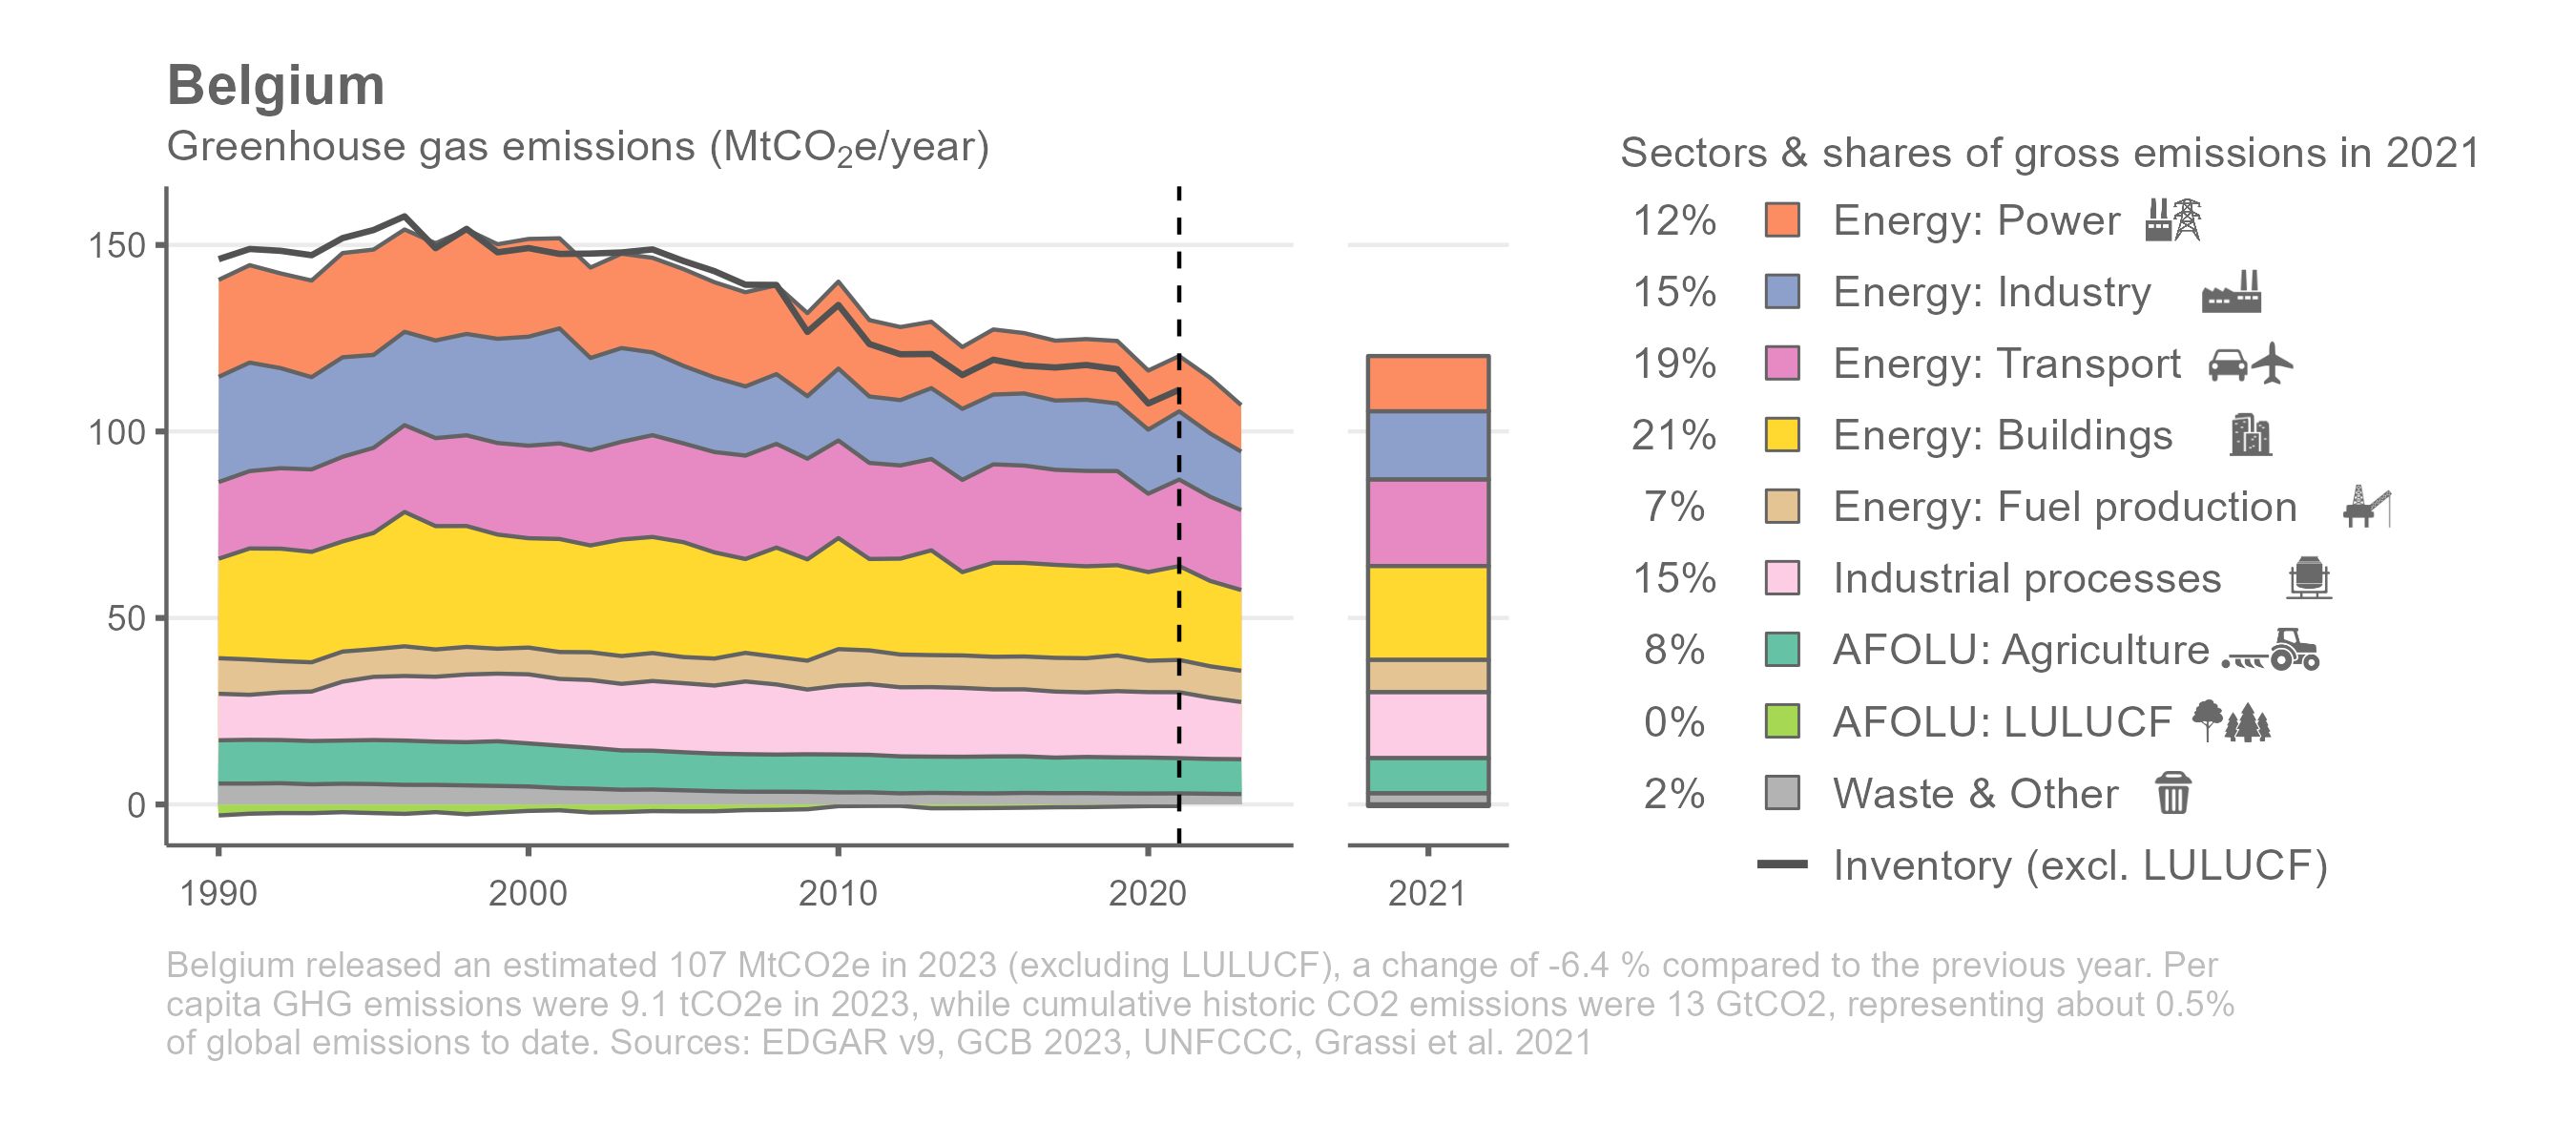 Belgium
Greenhouse gas emissions (MtCO₂e/year)
Sectors & shares of gross emissions in 2021
12% Energy: Power
15% Energy: Industry
19% Energy: Transport
21% Energy: Buildings
7% Energy: Fuel production
15% Industrial processes
8% AFOLU: Agriculture
0% AFOLU: LULUCF
2% Waste & Other
Inventory (excl. LULUCF)
150
100
50
0
1990 2000 2010 2020 2021
Belgium released an estimated 107 MtCO2e in 2023 (excluding LULUCF), a change of -6.4 % compared to the previous year. Per
capita GHG emissions were 9.1 tCO2e in 2023, while cumulative historic CO2 emissions were 13 GtCO2, representing about 0.5%
of global emissions to date. Sources: EDGAR v9, GCB 2023, UNFCCC, Grassi et al. 2021